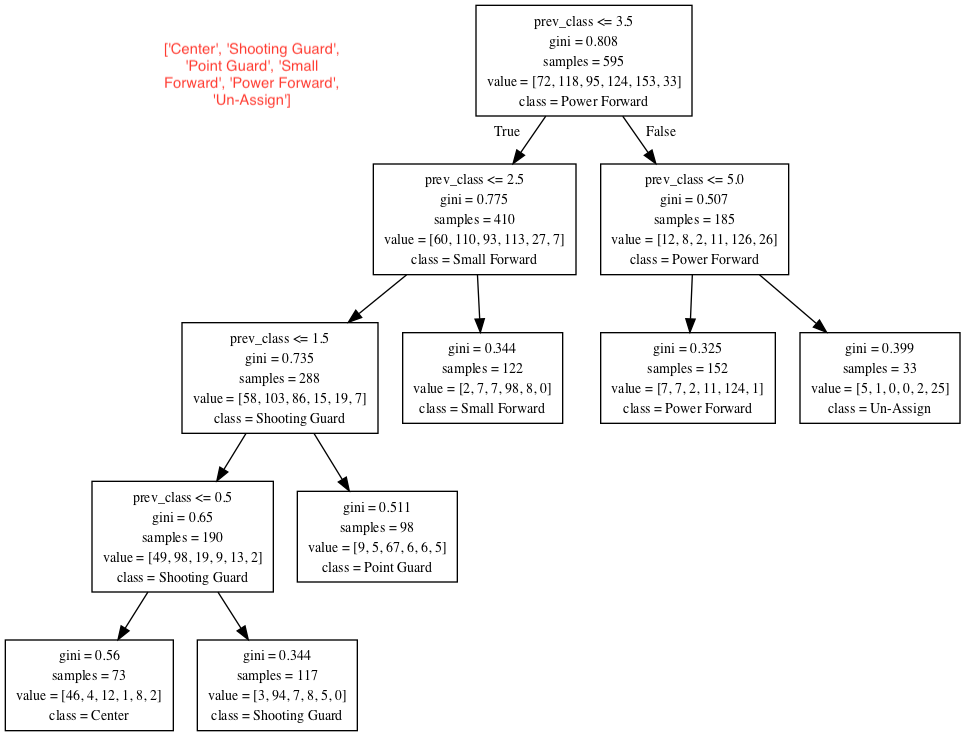 prev_class <= 3.5
gini = 0.808
samples = 595
value = [72, 118, 95, 124, 153, 33]
class = Power Forward
['Center', 'Shooting Guard',
'Point Guard', 'Small
Forward', 'Power Forward',
'Un-Assign']
True
False
prev_class <= 2.5
gini = 0.775
samples = 410
value = [60, 110, 93, 113, 27, 7]
class = Small Forward
prev_class <= 5.0
gini = 0.507
samples = 185
value = [12, 8, 2, 11, 126, 26]
class = Power Forward
prev_class <= 1.5
gini = 0.735
samples = 288
value = [58, 103, 86, 15, 19, 7]
class = Shooting Guard
gini = 0.344
samples = 122
value = [2, 7, 7, 98, 8, 0]
class = Small Forward
gini = 0.325
samples = 152
value = [7, 7, 2, 11, 124, 1]
class = Power Forward
gini = 0.399
samples = 33
value = [5, 1, 0, 0, 2, 25]
class = Un-Assign
prev_class <= 0.5
gini = 0.65
samples = 190
value = [49, 98, 19, 9, 13, 2]
class = Shooting Guard
gini = 0.511
samples = 98
value = [9, 5, 67, 6, 6, 5]
class = Point Guard
gini = 0.56
samples = 73
value = [46, 4, 12, 1, 8, 2]
class = Center
gini = 0.344
samples = 117
value = [3, 94, 7, 8, 5, 0]
class = Shooting Guard